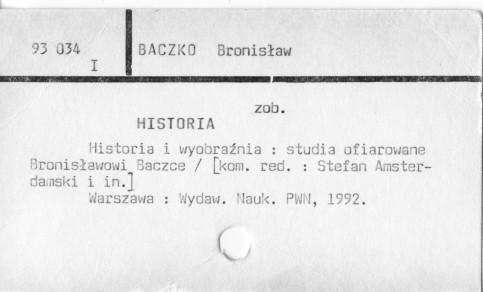 93 034 BACZKO Bronisław
I
zob.
HISTORIA
Historia i wyobraźnia : studia ofiarowane
Bronisławowi Baczce / [kom. red. : Stefan Amster-
damski i in.]
Warszawa : Wydaw. Nauk. PWN, 1992.